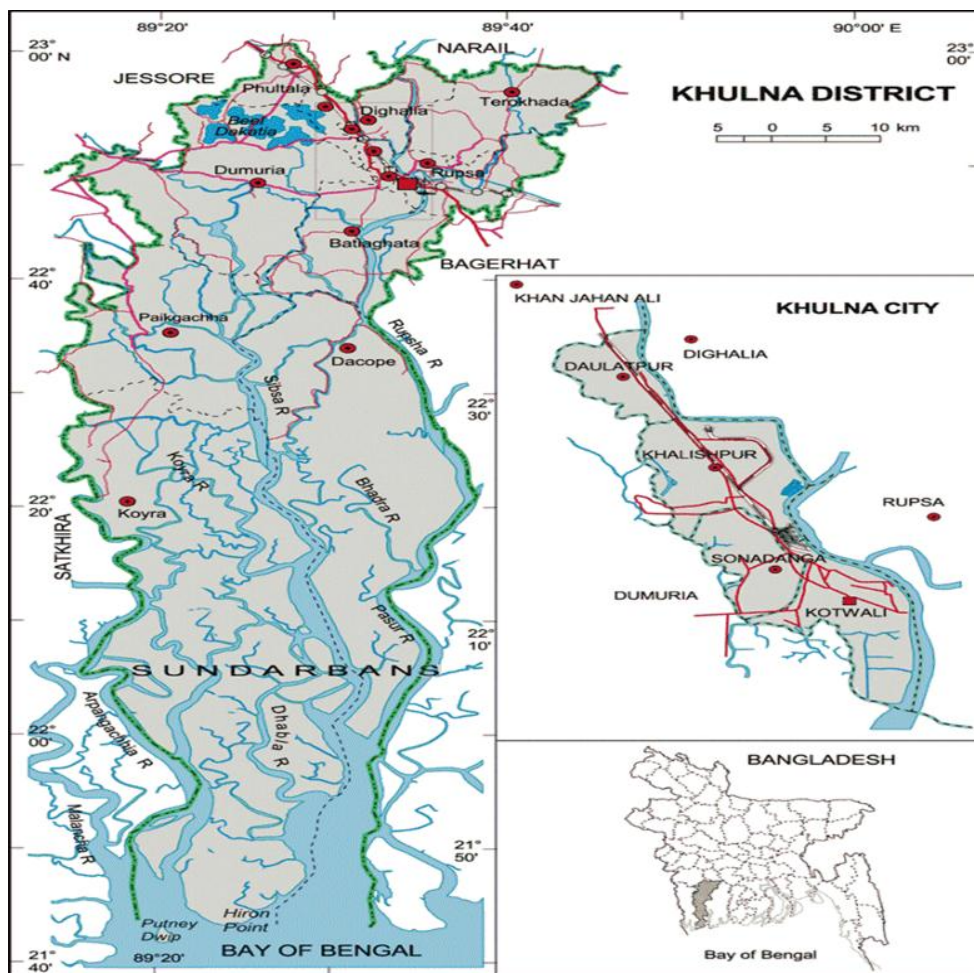 89°20'
89°40'
90°00' E
23°
00' N
23°
00'
NARAIL
JESSORE
Phultala
Dighalia
Terokhada
KHULNA DISTRICT
5 0 5 10 km
Beel
Dakatia
Dumuria
Rupsa
Batiaghata
BAGERHAT
22°
40'
KHAN JAHAN ALI
KHULNA CITY
Paikgachha
Dacope
Rupsha R
Sibsa R
DIGHALIA
DAULATPUR
22°
30'
KHALISHPUR
Koyra R
Bhadra R
Koyra
22°
20'
RUPSA
SATKHIRA
SONADANGA
DUMURIA
KOTWALI
Pasur R
22°
10'
SUNDARBANS
Arpangachhia R
Dhabla R
22°
00'
BANGLADESH
Malancha R
21°
50'
Putney
Dwip
Hiron
Point
BAY OF BENGAL
Bay of Bengal
21°
40'
89°20'